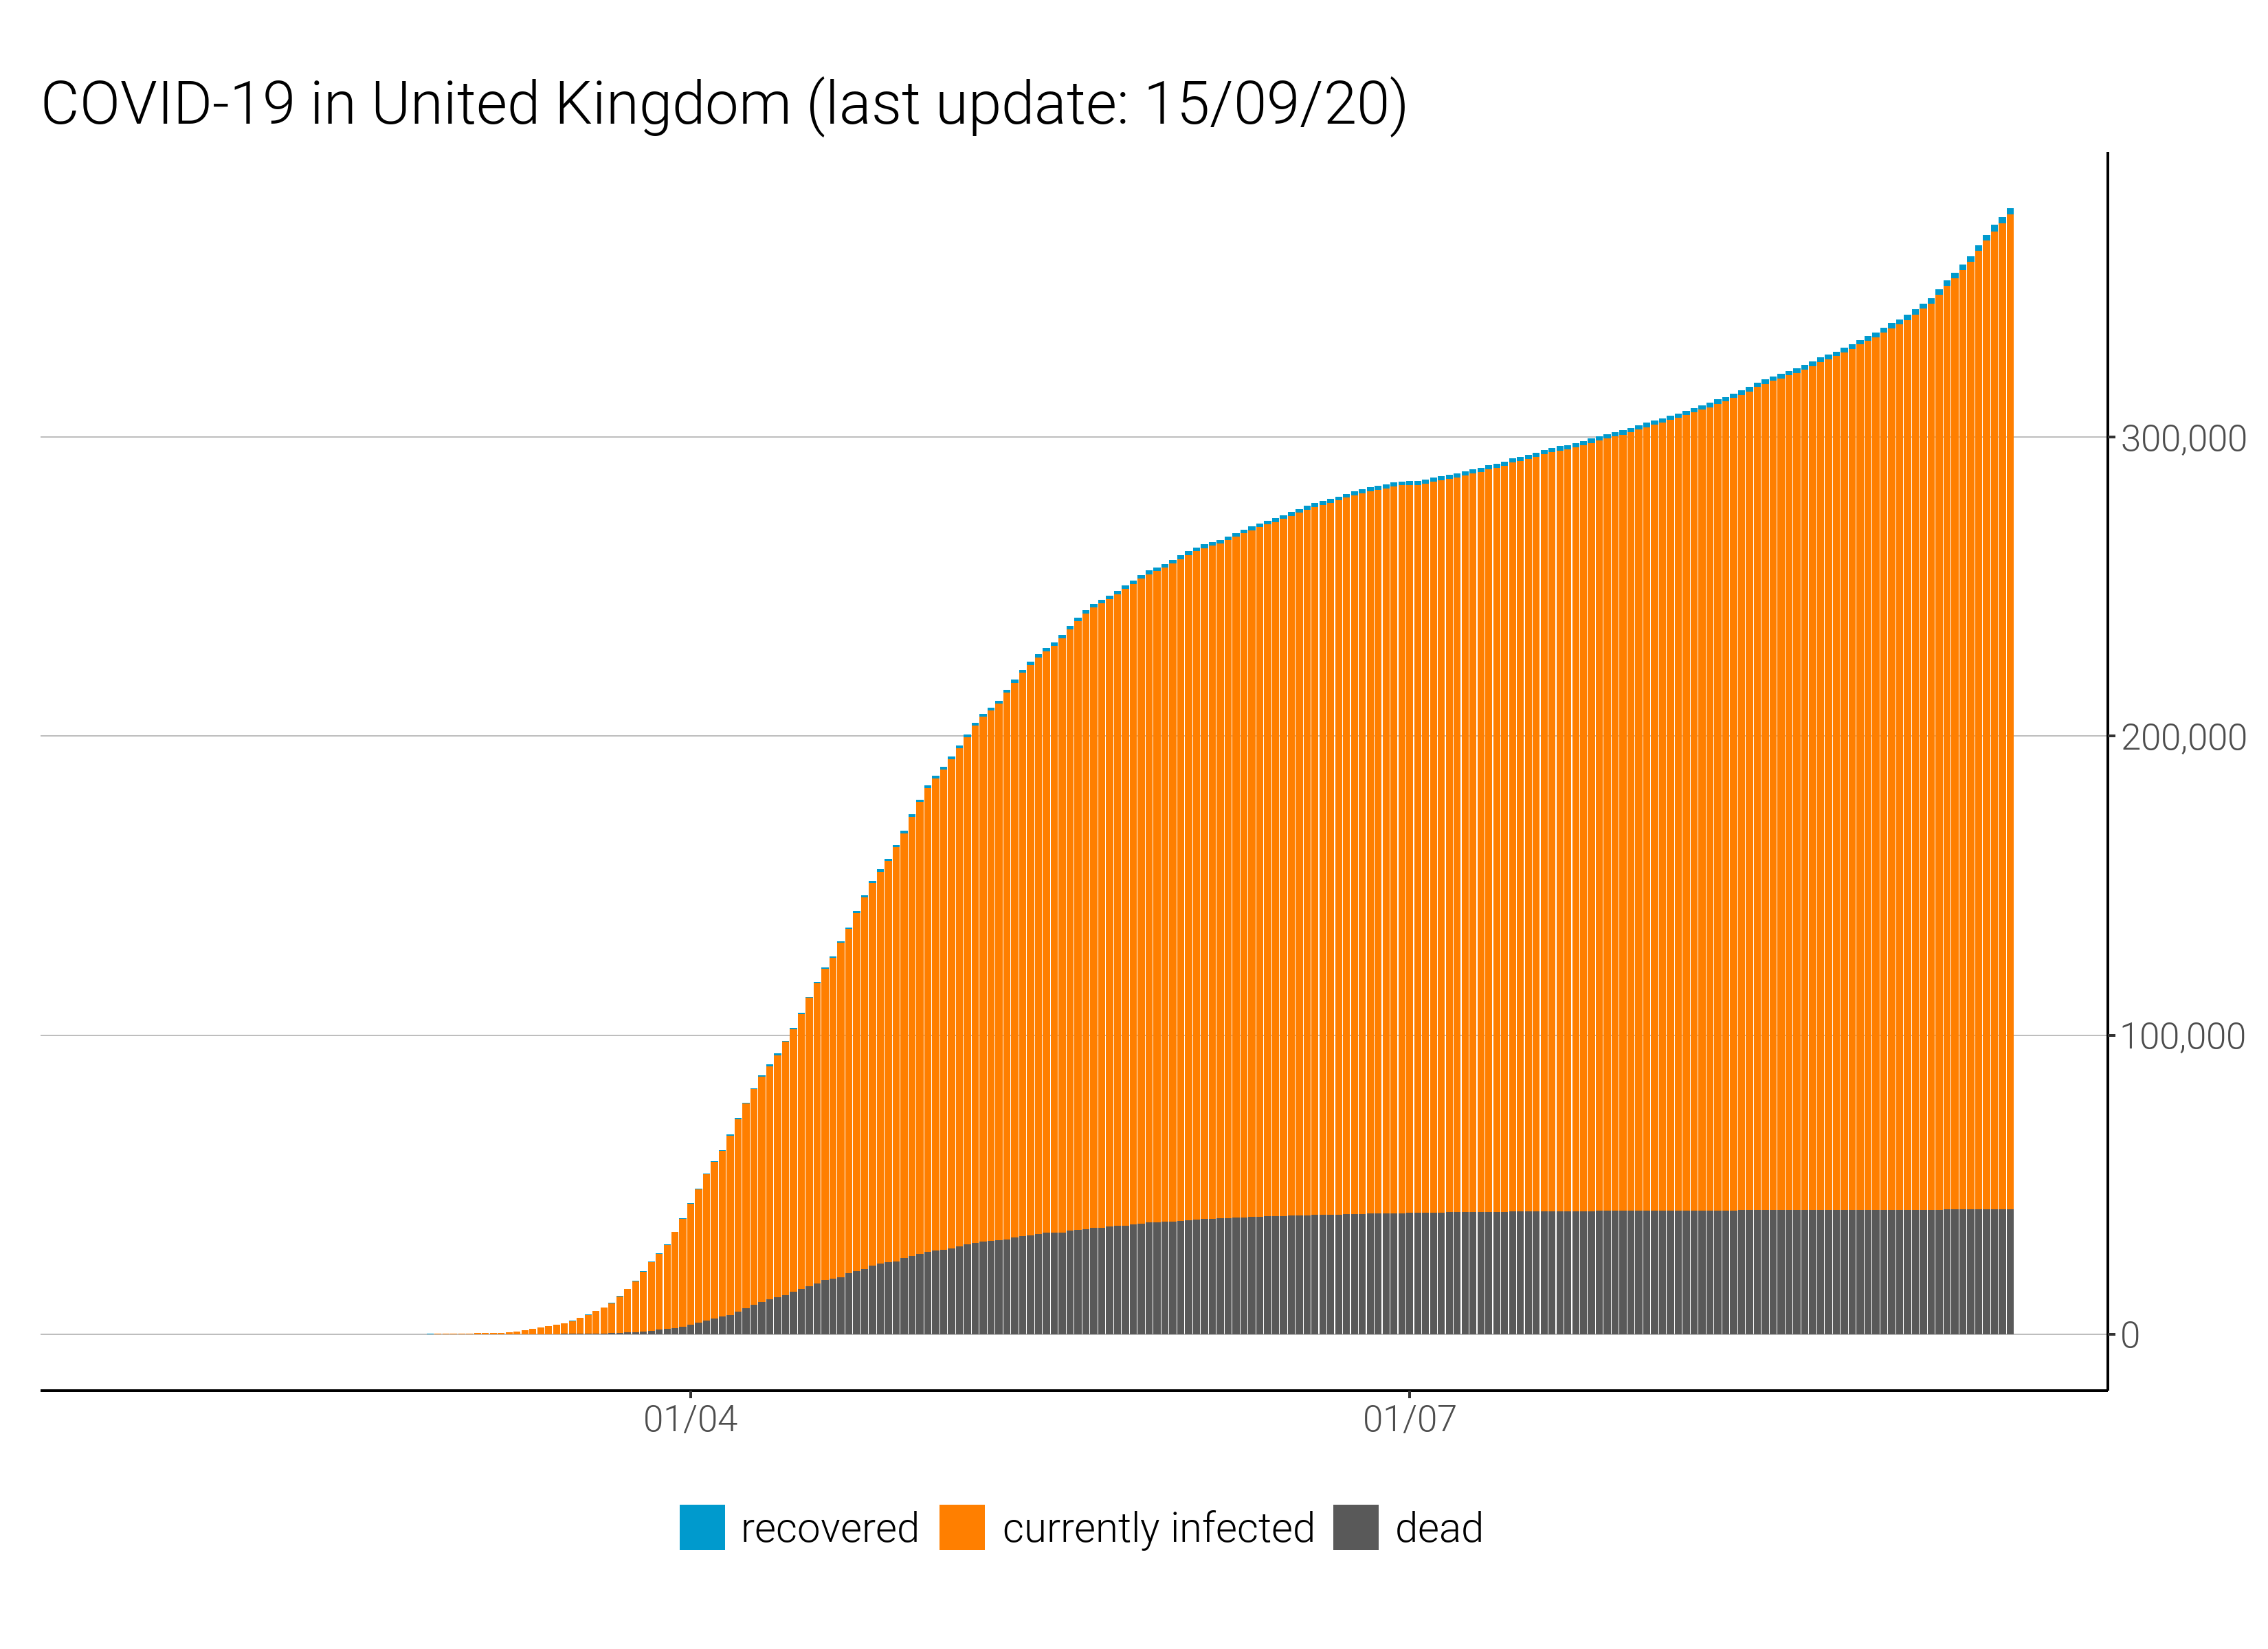 COVID-19 in United Kingdom (last update: 15/09/20)
300,000
200,000
100,000
0
01/04 01/07
recovered currently infected dead